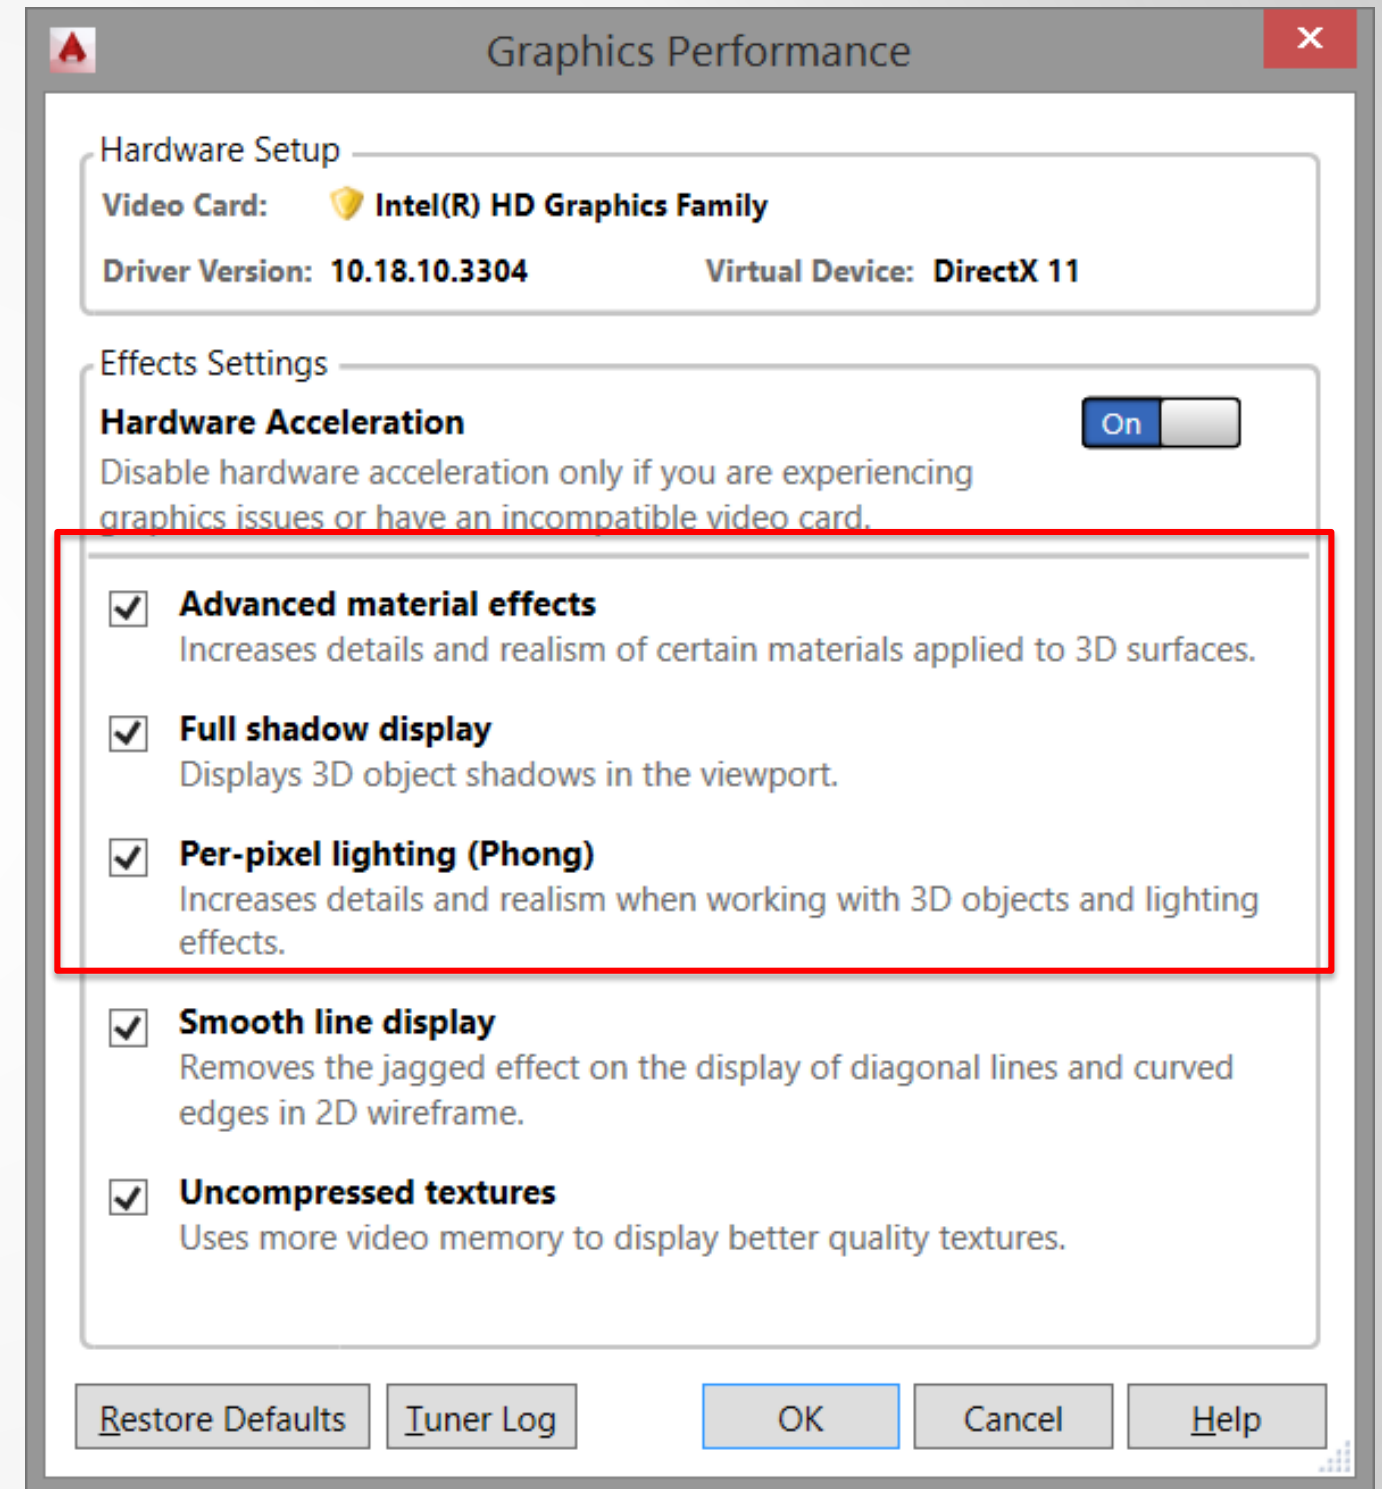 Graphics Performance
Hardware Setup
Video Card: Intel(R) HD Graphics Family
Driver Version: 10.18.10.3304 Virtual Device: DirectX 11
Effects Settings
Hardware Acceleration On
Disable hardware acceleration only if you are experiencing
graphics issues or have an incompatible video card.
Advanced material effects
Increases details and realism of certain materials applied to 3D surfaces.
Full shadow display
Displays 3D object shadows in the viewport.
Per-pixel lighting (Phong)
Increases details and realism when working with 3D objects and lighting
effects.
Smooth line display
Removes the jagged effect on the display of diagonal lines and curved
edges in 2D wireframe.
Uncompressed textures
Uses more video memory to display better quality textures.
Restore Defaults Tuner Log OK Cancel Help